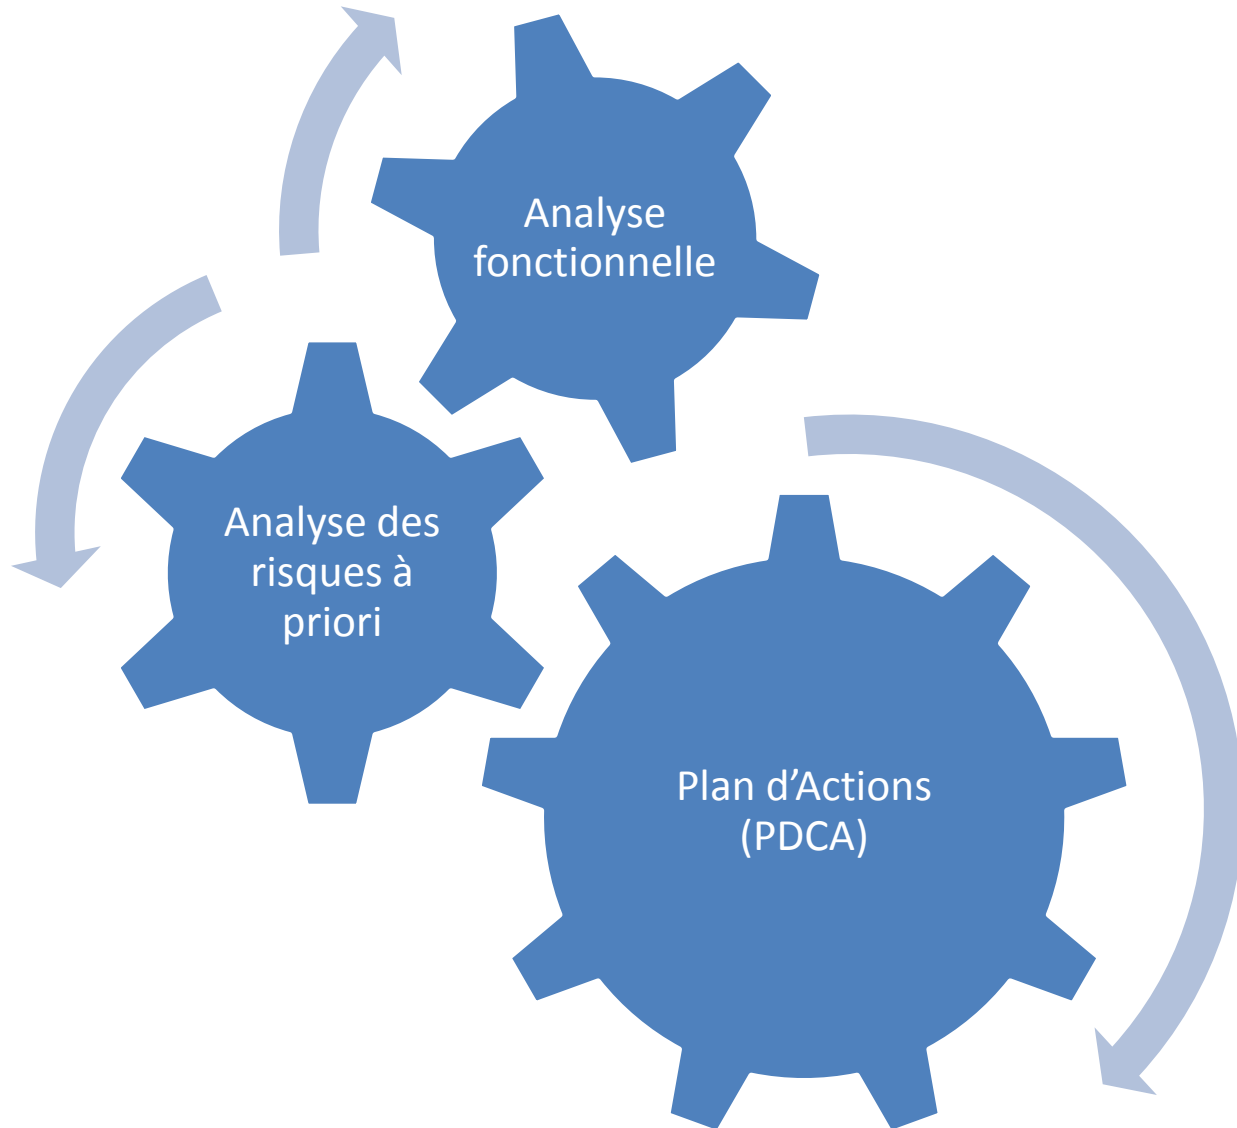 Analyse
fonctionnelle
Analyse des
risques à
priori
Plan d’Actions
(PDCA)